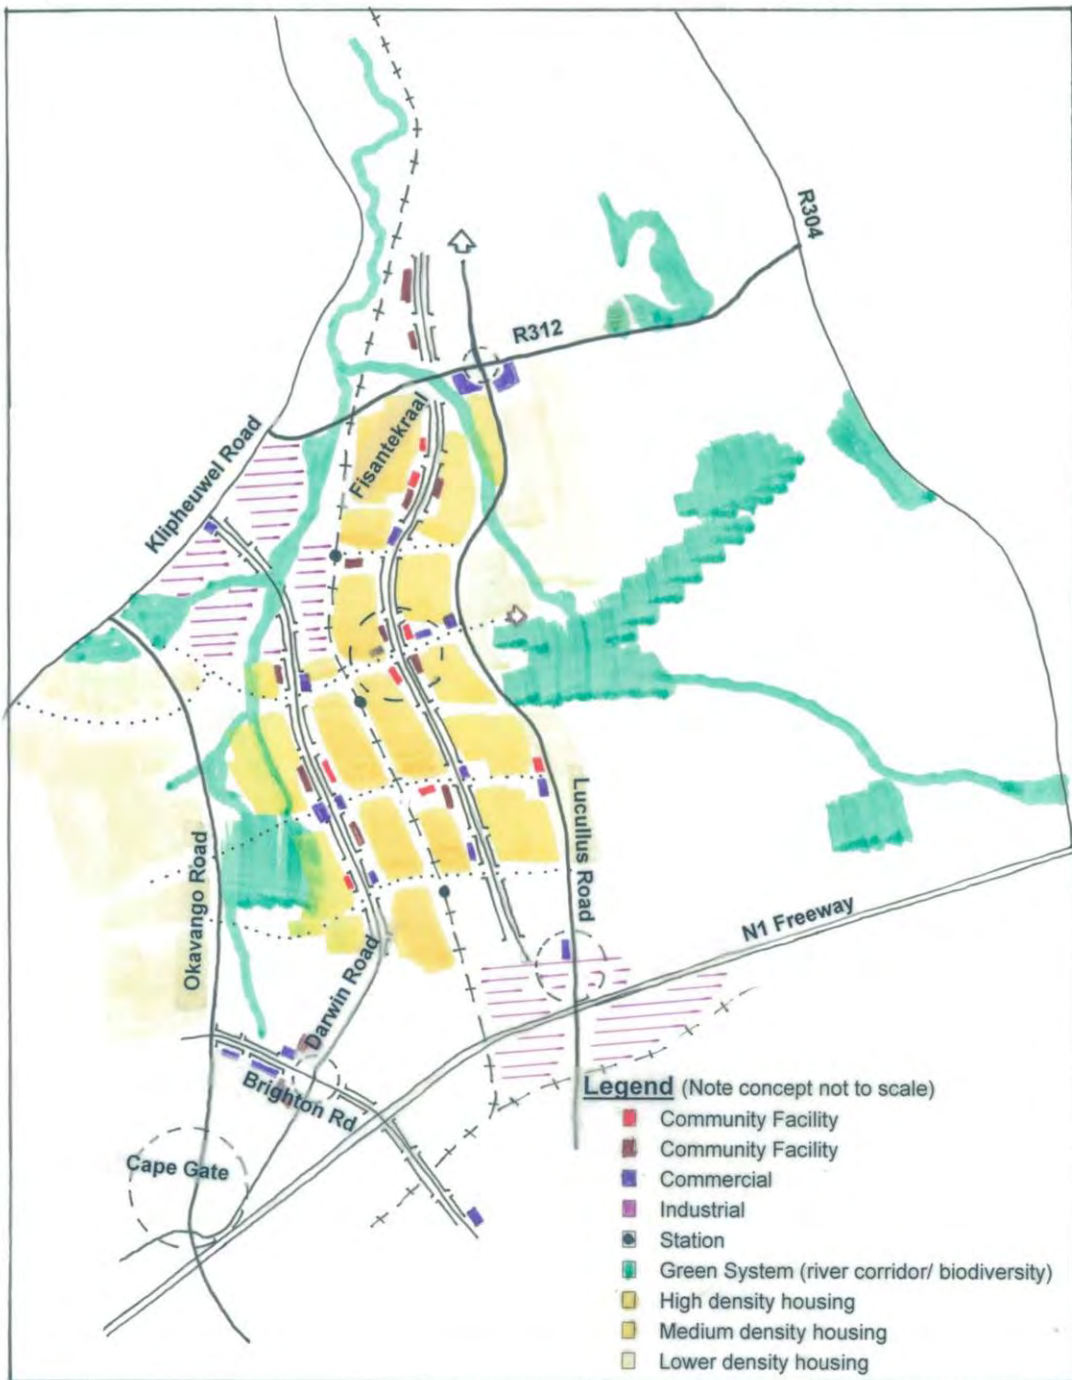 R304
R312
Fisantekraal
Klipheuwel Road
Okavango Road
Lucullus Road
N1 Freeway
Darwin Road
Brighton Rd
Cape Gate
Legend (Note concept not to scale)
Community Facility
Community Facility
Commercial
Industrial
Station
Green System (river corridor/ biodiversity)
High density housing
Medium density housing
Lower density housing